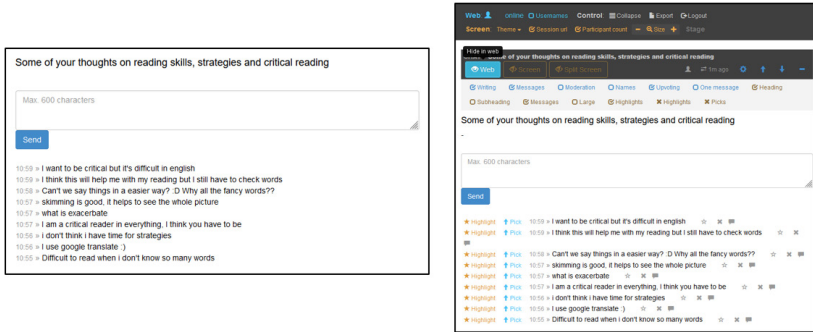 Some of your thoughts on reading skills, strategies and critical reading
Max. 600 characters
Send
10:59 » I want to be critical but it's difficult in english
10:59 » I think this will help me with my reading but I still have to check words
10:58 » Can't we say things in a easier way? :D Why all the fancy words??
10:57 » skimming is good, it helps to see the whole picture
10:57 » what is exacerbate
10:57 » I am a critical reader in everything, I think you have to be
10:56 » i don't think i have time for strategies
10:56 » I use google translate :)
10:55 » Difficult to read when i don't know so many words
Web online Usernames Control: Collapse Export Logout
Screen: Theme Session url Participant count Size Stage
Hide in web
Some of your thoughts on reading skills, strategies and critical reading
Web Screen Split Screen 1m ago
Writing Messages Moderation Names Upvoting One message Heading
Subheading Messages Large Highlights Highlights Picks
Some of your thoughts on reading skills, strategies and critical reading
-
Max. 600 characters
Send
Highlight Pick 10:59 » I want to be critical but it's difficult in english
Highlight Pick 10:59 » I think this will help me with my reading but I still have to check words
Highlight Pick 10:58 » Can't we say things in a easier way? :D Why all the fancy words??
Highlight Pick 10:57 » skimming is good, it helps to see the whole picture
Highlight Pick 10:57 » what is exacerbate
Highlight Pick 10:57 » I am a critical reader in everything, I think you have to be
Highlight Pick 10:56 » i don't think i have time for strategies
Highlight Pick 10:56 » I use google translate :)
Highlight Pick 10:55 » Difficult to read when i don't know so many words